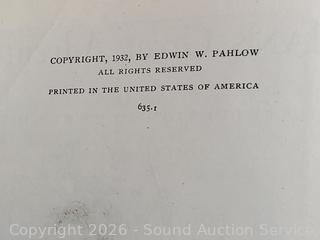 COPYRIGHT, 1932, BY EDWIN W. PAHLOW
ALL RIGHTS RESERVED
PRINTED IN THE UNITED STATES OF AMERICA
635.1
Copyright 2026 - Sound Auction Service